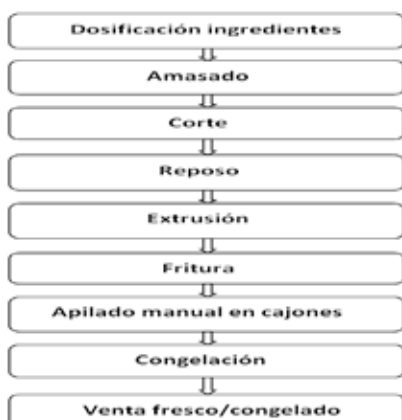 Dosificación ingredientes
Amasado
Corte
Reposo
Extrusión
Fritura
Apilado manual en cajones
Congelación
Venta fresco/congelado